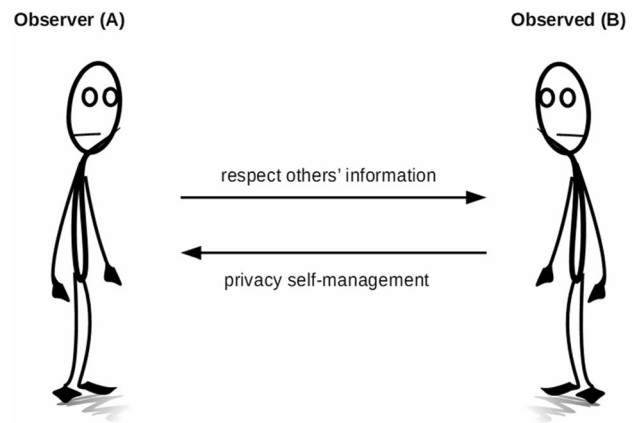 Observer (A)
Observed (B)
respect others' information
privacy self-management